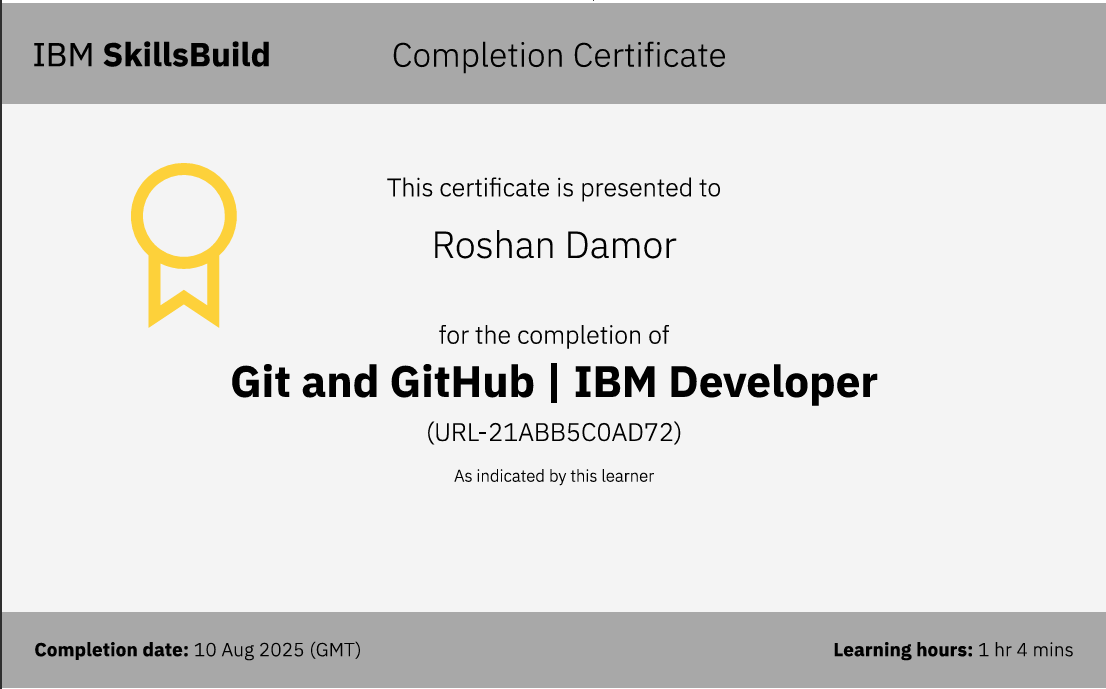 IBM SkillsBuild
Completion Certificate
This certificate is presented to
Roshan Damor
for the completion of
Git and GitHub | IBM Developer
(URL-21ABB5C0AD72)
As indicated by this learner
Completion date: 10 Aug 2025 (GMT)
Learning hours: 1 hr 4 mins